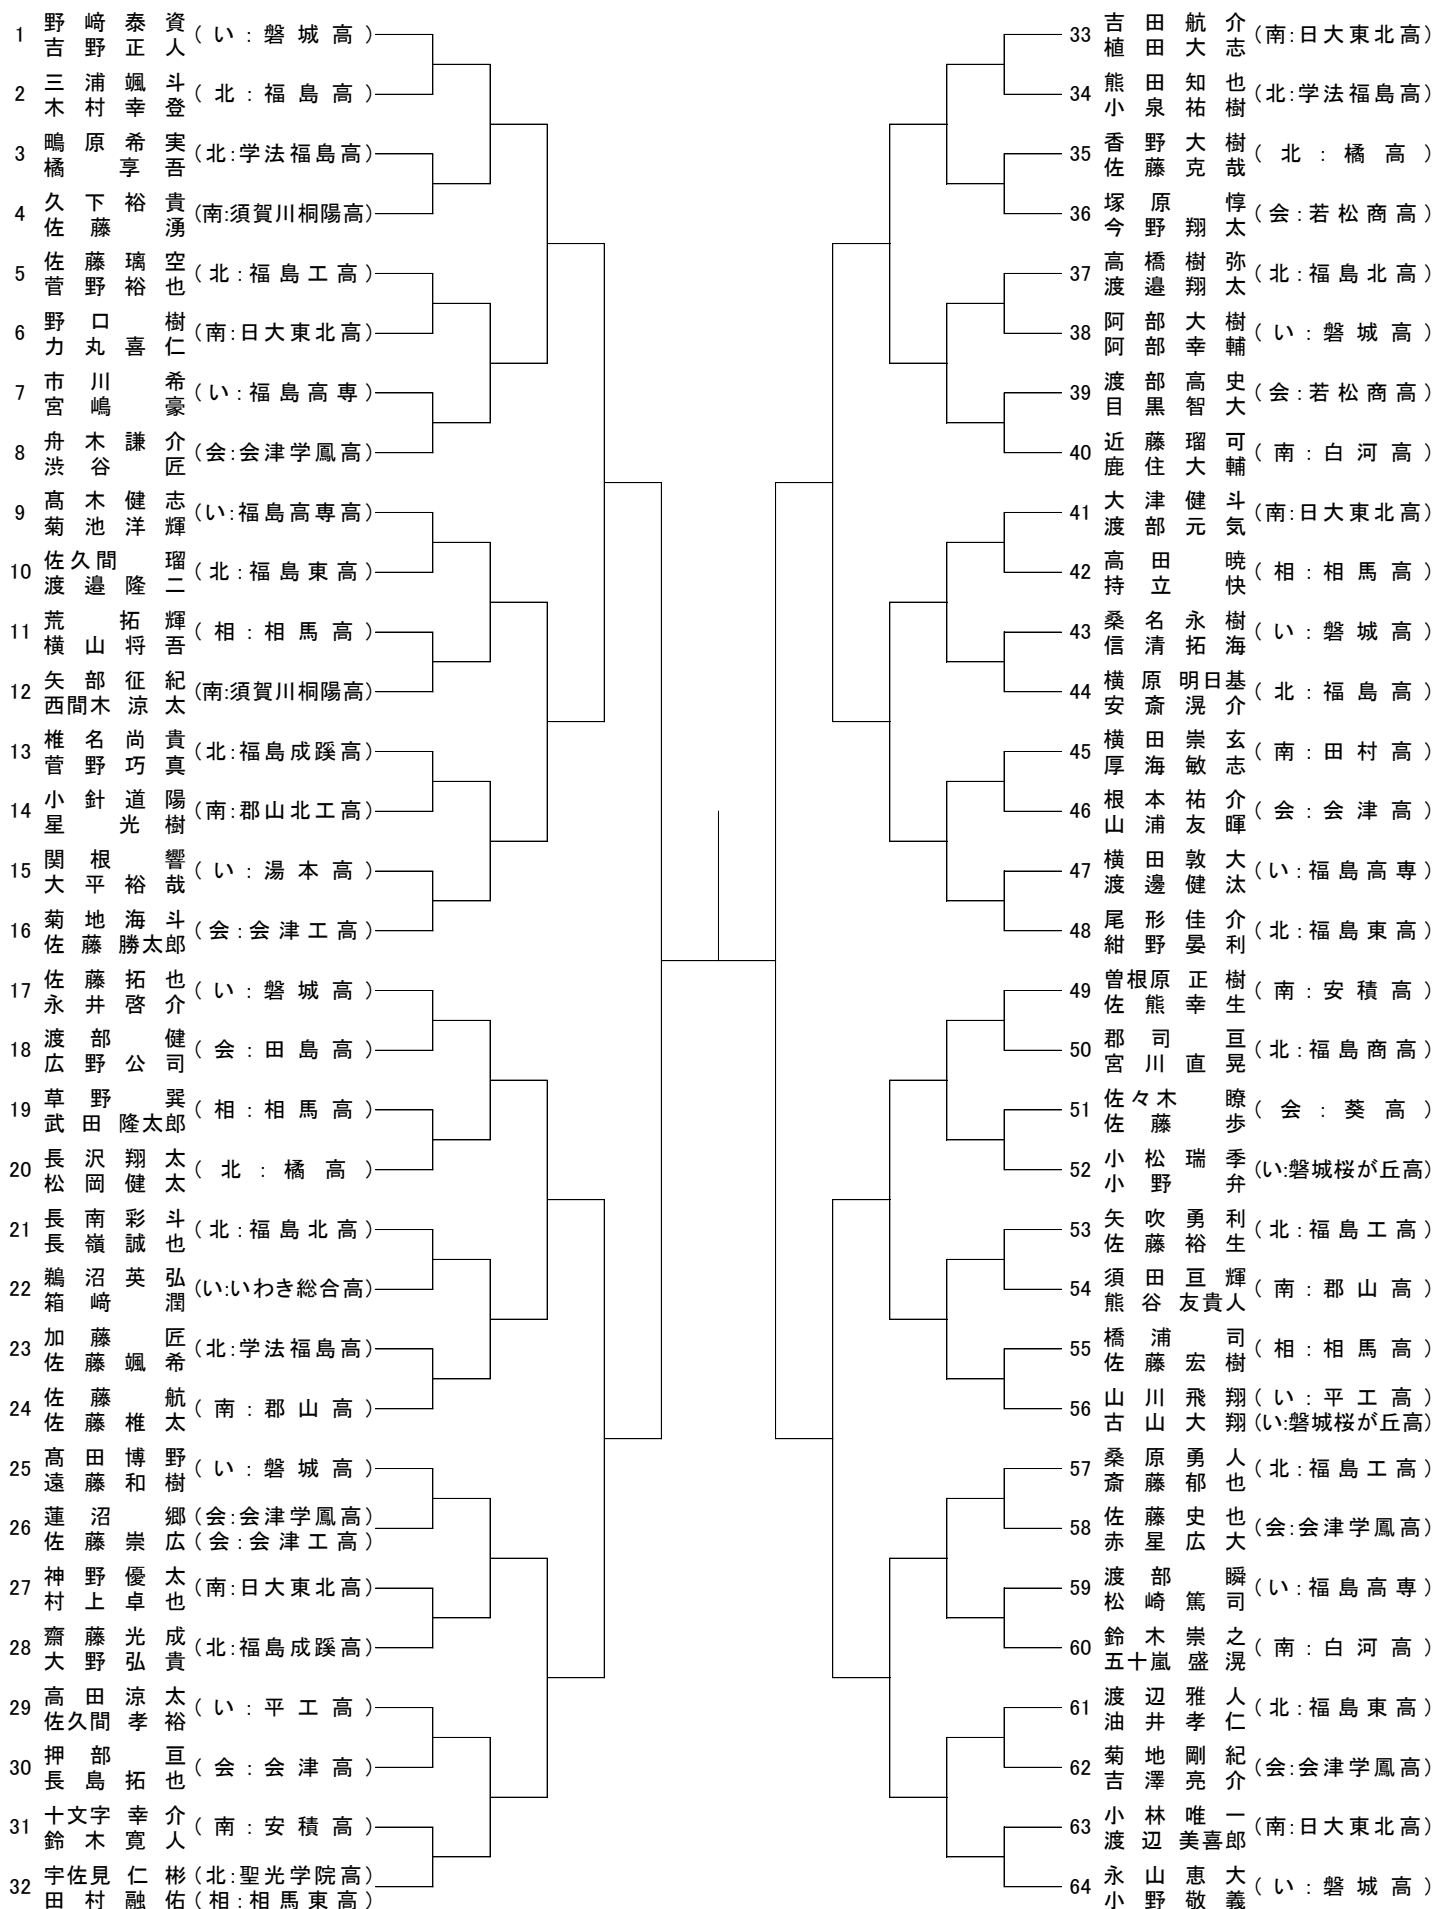 1 野﨑泰資 (い:磐城高)
吉野正人
2 三浦颯斗 (北:福島高)
木村幸登
3 鴫原希実 (北:学法福島高)
橘享吾
4 久下裕貴 (南:須賀川桐陽高)
佐藤湧
5 佐藤璃空 (北:福島工高)
菅野裕也
6 野口樹 (南:日大東北高)
力丸喜仁
7 市川希 (い:福島高専)
宮嶋豪
8 舟木謙介 (会:会津学鳳高)
渋谷匠
9 髙木健志 (い:福島高専高)
菊池洋輝
10 佐久間瑠 (北:福島東高)
渡邉隆二
11 荒拓輝 (相:相馬高)
横山将吾
12 矢部征紀 (南:須賀川桐陽高)
西間木涼太
13 椎名尚貴 (北:福島成蹊高)
菅野巧真
14 小針道陽 (南:郡山北工高)
星光樹
15 関根響 (い:湯本高)
大平裕哉
16 菊地海斗 (会:会津工高)
佐藤勝太郎
17 佐藤拓也 (い:磐城高)
永井啓介
18 渡部健 (会:田島高)
広野公司
19 草野巽 (相:相馬高)
武田隆太郎
20 長沢翔太 (北:橘高)
松岡健太
21 長南彩斗 (北:福島北高)
長嶺誠也
22 鵜沼英弘 (い:いわき総合高)
箱﨑潤
23 加藤匠 (北:学法福島高)
佐藤颯希
24 佐藤航 (南:郡山高)
佐藤椎太
25 髙田博野 (い:磐城高)
遠藤和樹
26 蓮沼郷 (会:会津学鳳高)
佐藤崇広 (会:会津工高)
27 神野優太 (南:日大東北高)
村上卓也
28 齋藤光成 (北:福島成蹊高)
大野弘貴
29 高田涼太 (い:平工高)
佐久間孝裕
30 押部亘 (会:会津高)
長島拓也
31 十文字幸介 (南:安積高)
鈴木寛人
32 宇佐見仁彬 (北:聖光学院高)
田村融佑 (相:相馬東高)
33 吉田航介 (南:日大東北高)
植田大志
34 熊田知也 (北:学法福島高)
小泉祐樹
35 香野大樹 (北:橘高)
佐藤克哉
36 塚原惇 (会:若松商高)
今野翔太
37 高橋樹弥 (北:福島北高)
渡邉翔太
38 阿部大樹 (い:磐城高)
阿部幸輔
39 渡部高史 (会:若松商高)
目黒智大
40 近藤瑠可 (南:白河高)
鹿住大輔
41 大津健斗 (南:日大東北高)
渡部元気
42 高田暁 (相:相馬高)
持立快
43 桑名永樹 (い:磐城高)
信清拓海
44 横原明日基 (北:福島高)
安斎滉介
45 横田崇玄 (南:田村高)
厚海敏志
46 根本祐介 (会:会津高)
山浦友暉
47 横田敦大 (い:福島高専)
渡邊健汰
48 尾形佳介 (北:福島東高)
紺野晏利
49 曽根原正樹 (南:安積高)
佐熊幸生
50 郡司亘 (北:福島商高)
宮川直晃
51 佐々木瞭 (会:葵高)
佐藤歩
52 小松瑞季 (い:磐城桜が丘高)
小野弁
53 矢吹勇利 (北:福島工高)
佐藤裕生
54 須田亘輝 (南:郡山高)
熊谷友貴人
55 橋浦司 (相:相馬高)
佐藤宏樹
56 山川飛翔 (い:平工高)
古山大翔 (い:磐城桜が丘高)
57 桑原勇人 (北:福島工高)
斎藤郁也
58 佐藤史也 (会:会津学鳳高)
赤星広大
59 渡部瞬 (い:福島高専)
松崎篤司
60 鈴木崇之 (南:白河高)
五十嵐盛滉
61 渡辺雅人 (北:福島東高)
油井孝仁
62 菊地剛紀 (会:会津学鳳高)
吉澤亮介
63 小林唯一 (南:日大東北高)
渡辺美喜郎
64 永山恵大 (い:磐城高)
小野敬義